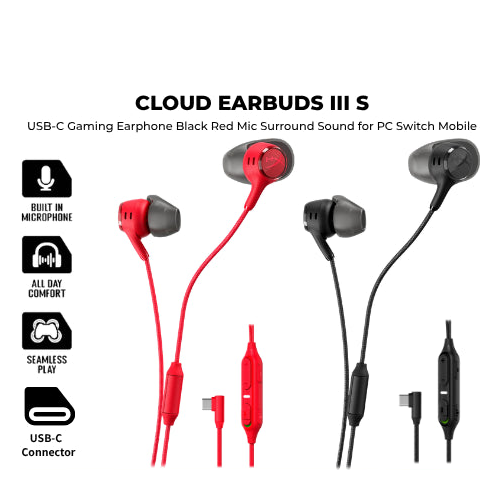 CLOUD EARBUDS III S
USB-C Gaming Earphone Black Red Mic Surround Sound for PC Switch Mobile
BUILT IN
MICROPHONE
ALL DAY
COMFORT
SEAMLESS
PLAY
USB-C
Connector